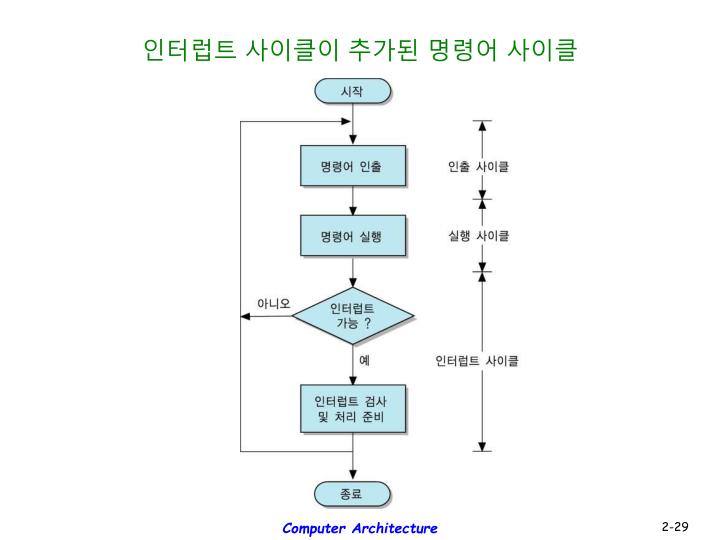 인터럽트 사이클이 추가된 명령어 사이클
시작
명령어 인출
인출 사이클
명령어 실행
실행 사이클
아니오
인터럽트
가능 ?
예
인터럽트 사이클
인터럽트 검사
및 처리 준비
종료
Computer Architecture
2-29